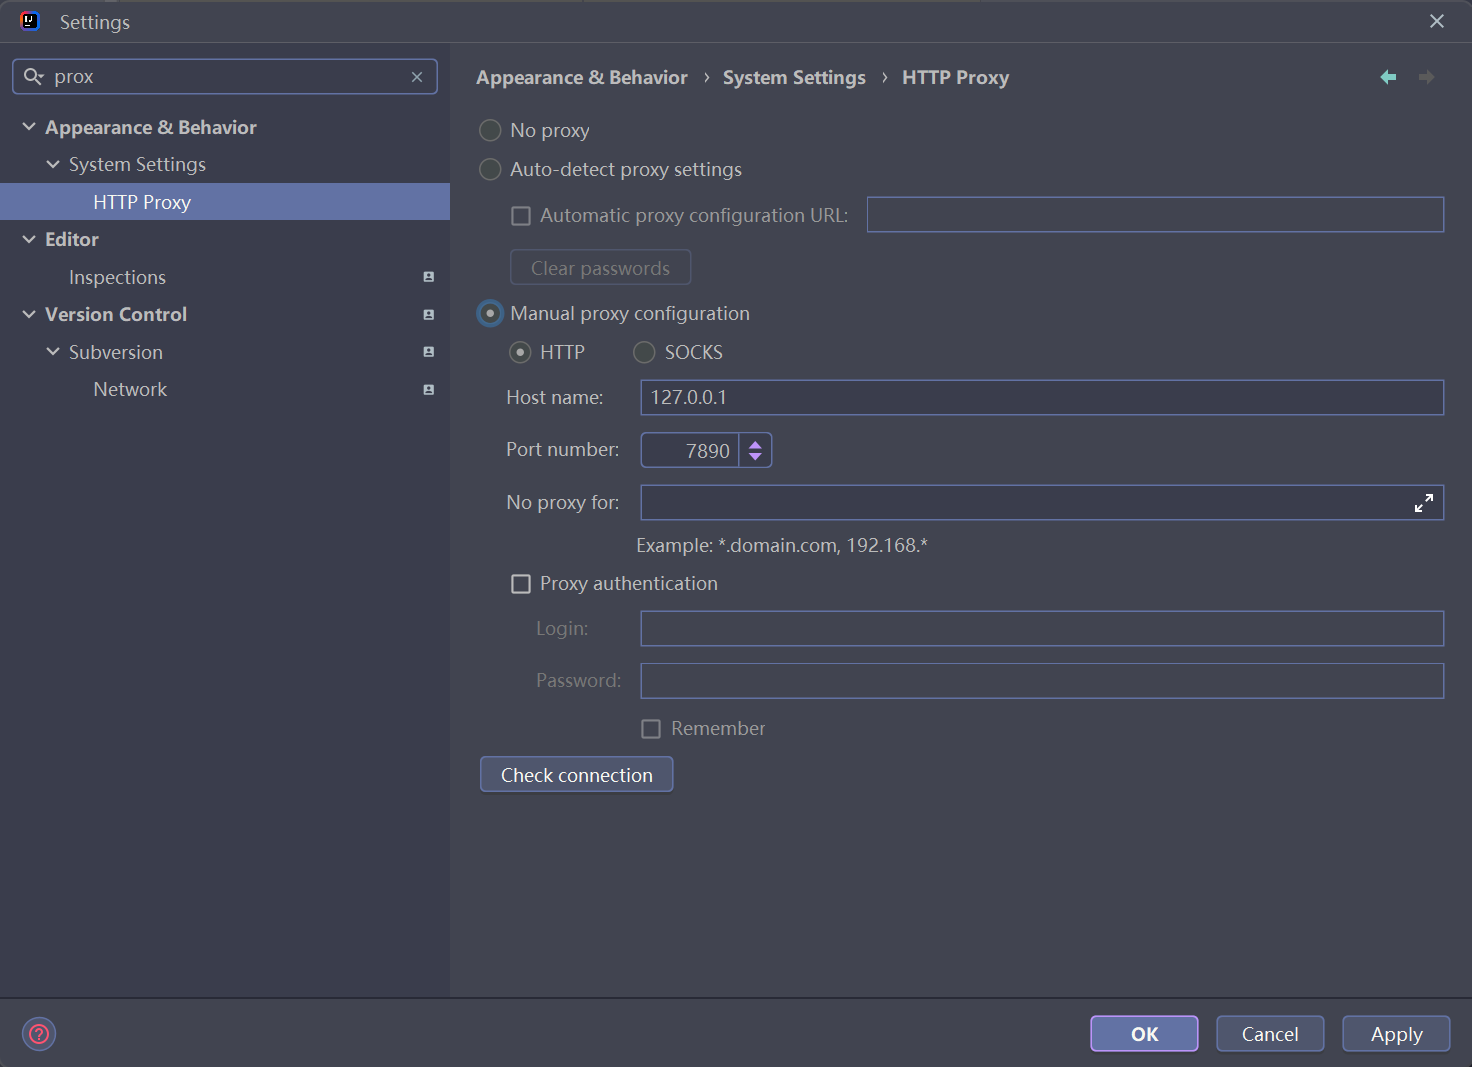 Settings
prox
Appearance & Behavior
System Settings
HTTP Proxy
Editor
Inspections
Version Control
Subversion
Network
Appearance & Behavior › System Settings › HTTP Proxy
No proxy
Auto-detect proxy settings
Automatic proxy configuration URL:
Clear passwords
Manual proxy configuration
HTTP SOCKS
Host name: 127.0.0.1
Port number: 7890
No proxy for:
Example: *.domain.com, 192.168.*
Proxy authentication
Login:
Password:
Remember
Check connection
? OK Cancel Apply